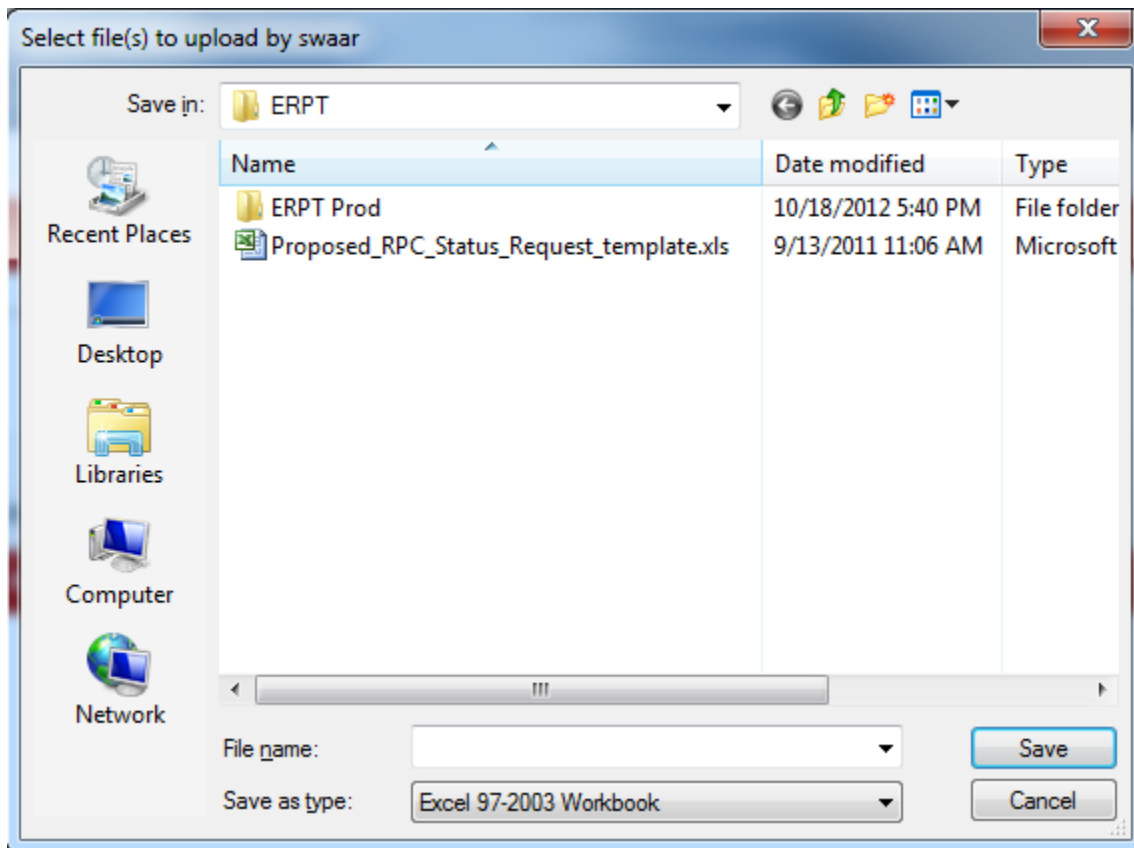 Select file(s) to upload by swaar
Save in: ERPT
Name Date modified Type
ERPT Prod 10/18/2012 5:40 PM File folder
Proposed_RPC_Status_Request_template.xls 9/13/2011 11:06 AM Microsoft
Recent Places
Desktop
Libraries
Computer
Network
File name: Save
Save as type: Excel 97-2003 Workbook Cancel